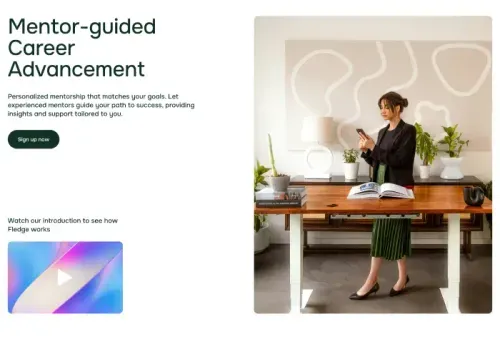 Mentor-guided
Career
Advancement
Personalized mentorship that matches your goals. Let
experienced mentors guide your path to success, providing
insights and support tailored to you.
Sign up now
Watch our introduction to see how
Fledge works